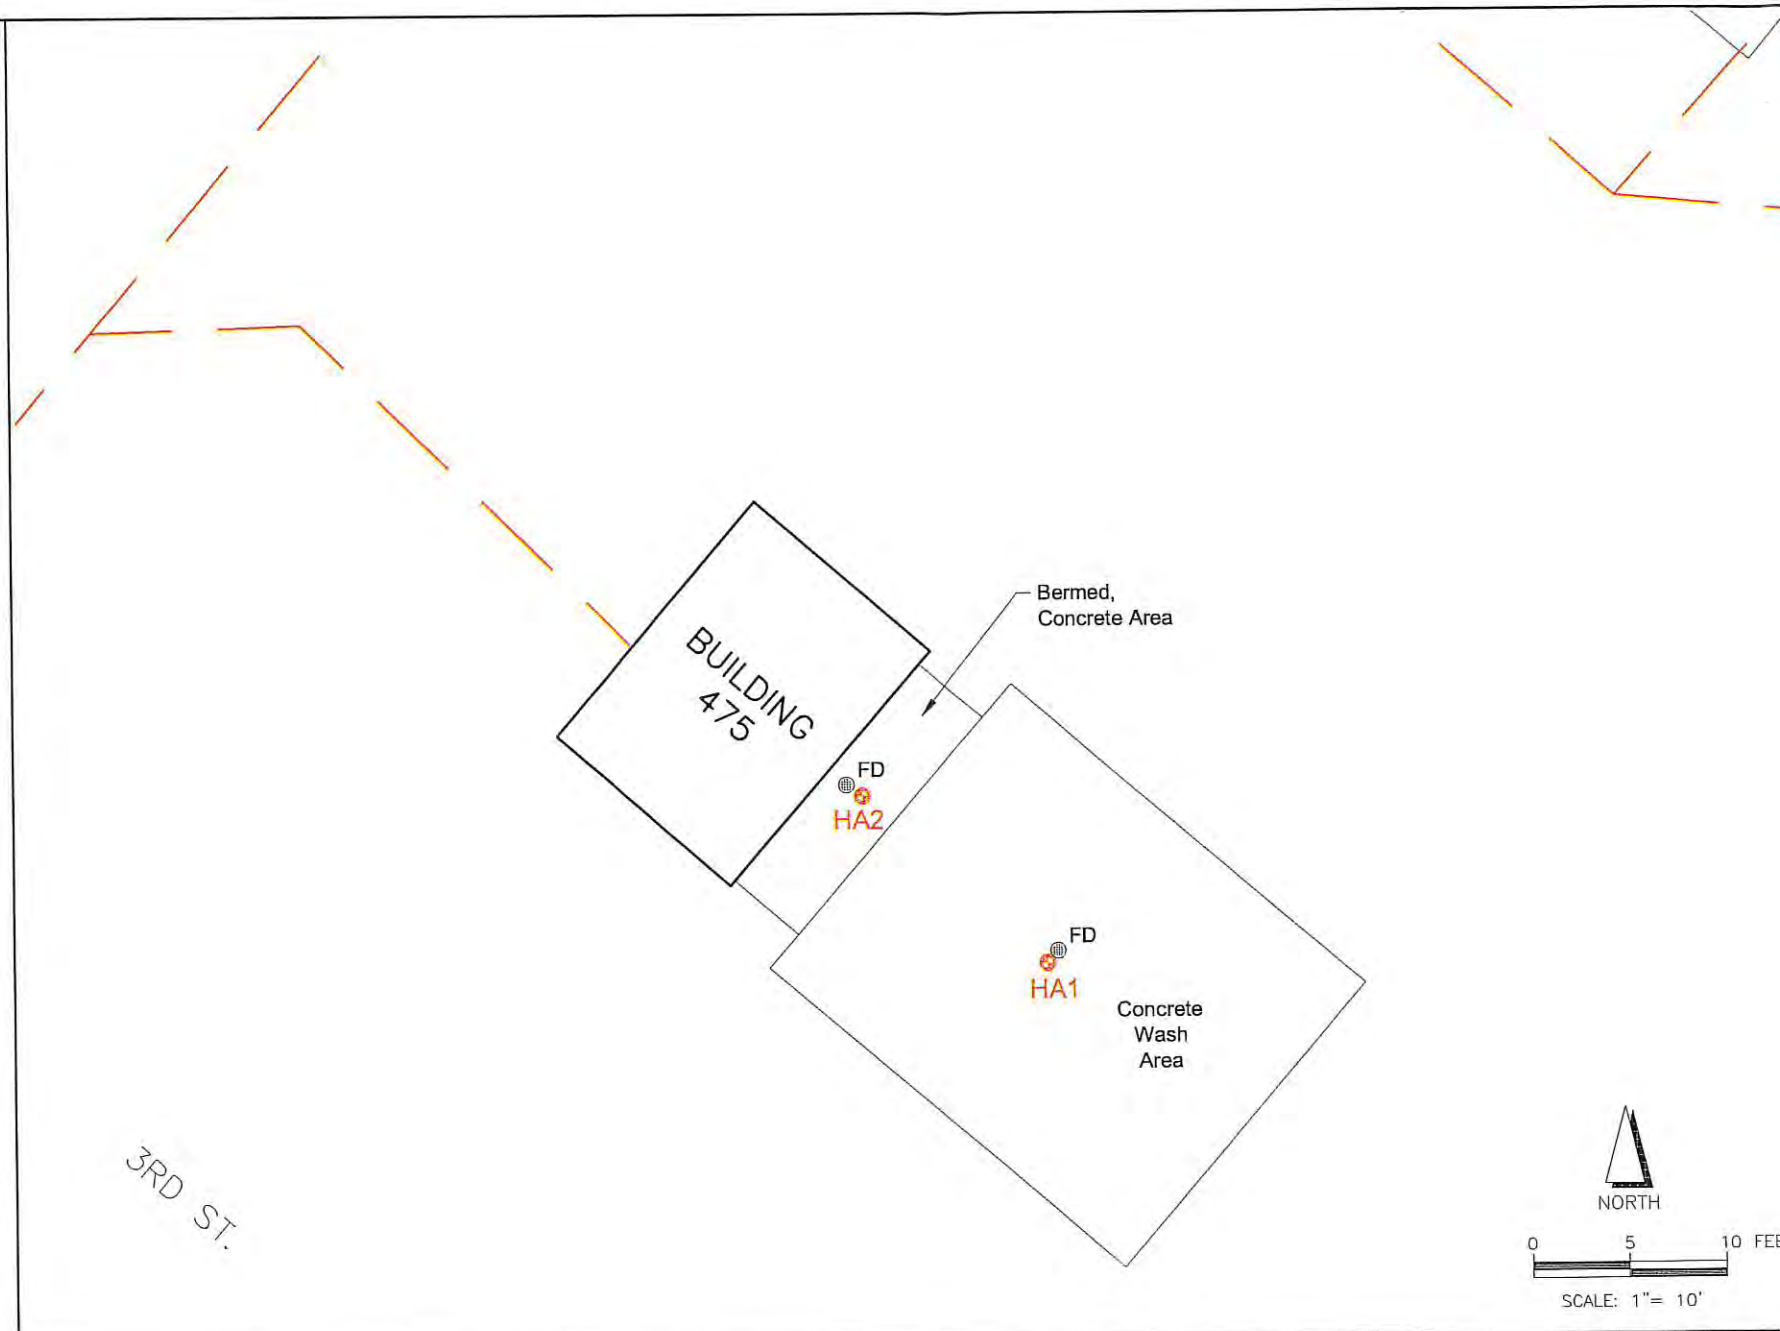 Bermed,
Concrete Area
BUILDING
475
FD
HA2
FD
HA1
Concrete
Wash
Area
3RD ST.
NORTH
0 5 10 FEE
SCALE: 1"= 10'